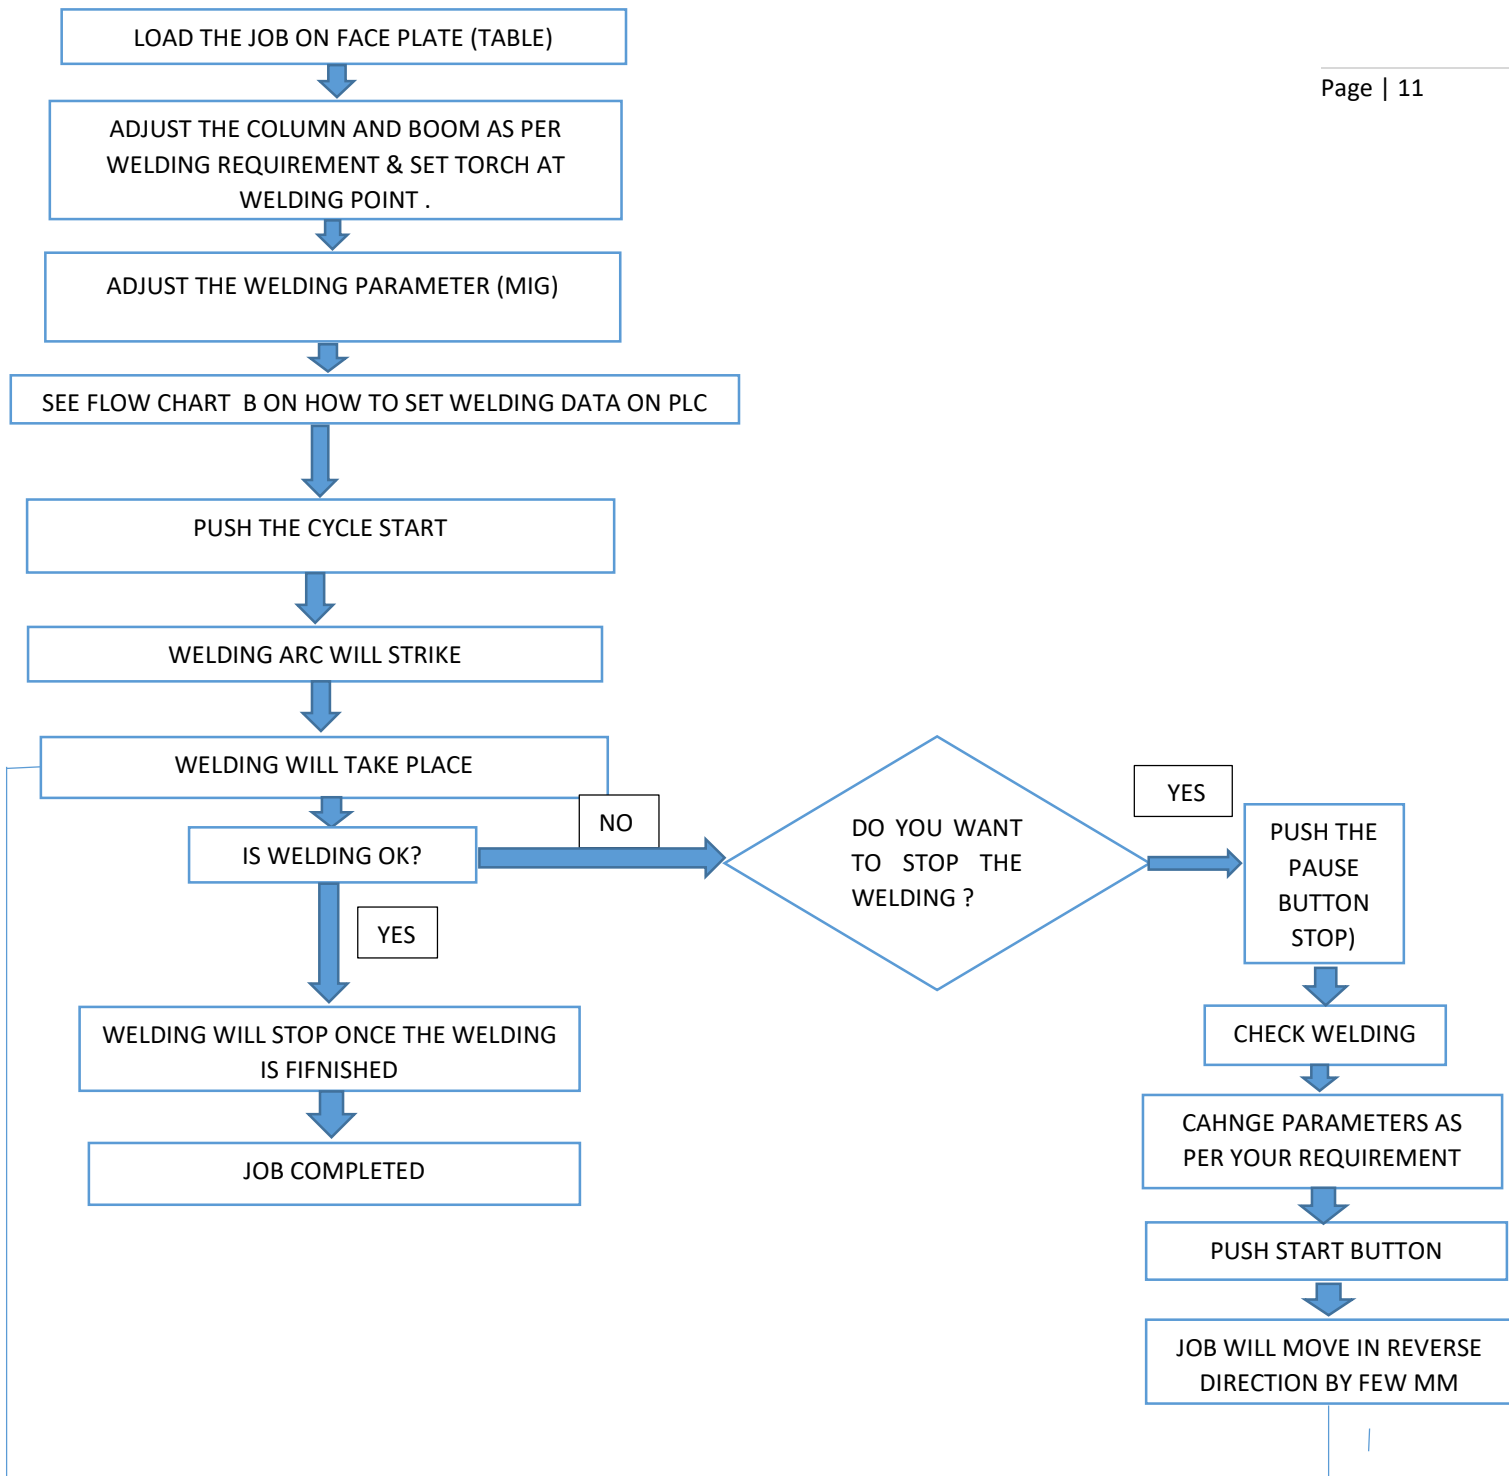 LOAD THE JOB ON FACE PLATE (TABLE)
Page | 11
ADJUST THE COLUMN AND BOOM AS PER
WELDING REQUIREMENT & SET TORCH AT
WELDING POINT .
ADJUST THE WELDING PARAMETER (MIG)
SEE FLOW CHART B ON HOW TO SET WELDING DATA ON PLC
PUSH THE CYCLE START
WELDING ARC WILL STRIKE
WELDING WILL TAKE PLACE
IS WELDING OK?
NO
DO YOU WANT
TO STOP THE
WELDING ?
YES
PUSH THE
PAUSE
BUTTON
STOP)
YES
WELDING WILL STOP ONCE THE WELDING
IS FIFNISHED
JOB COMPLETED
CHECK WELDING
CAHNGE PARAMETERS AS
PER YOUR REQUIREMENT
PUSH START BUTTON
JOB WILL MOVE IN REVERSE
DIRECTION BY FEW MM